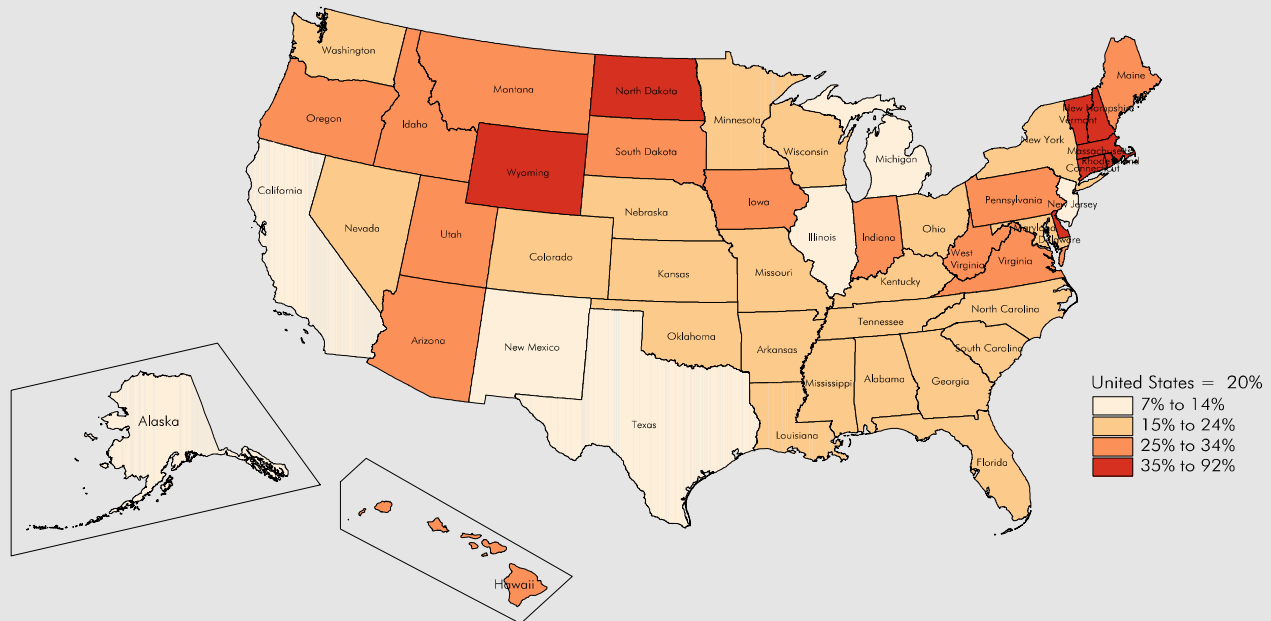 Washington
Montana
North Dakota
Minnesota
Maine
Oregon
Idaho
South Dakota
Wisconsin
Michigan
New York
New Hampshire
Vermont
Massachuse
Rhode Island
Connecticut
California
Wyoming
Nebraska
Iowa
Illinois
Indiana
Ohio
Pennsylvania
New Jersey
Maryland
Delaware
Nevada
Utah
Colorado
Kansas
Missouri
Kentucky
West
Virginia
Virginia
Arizona
New Mexico
Oklahoma
Arkansas
Tennessee
North Carolina
South Carolina
Texas
Louisiana
Mississippi
Alabama
Georgia
Florida
Alaska
Hawaii
United States = 20%
7% to 14%
15% to 24%
25% to 34%
35% to 92%